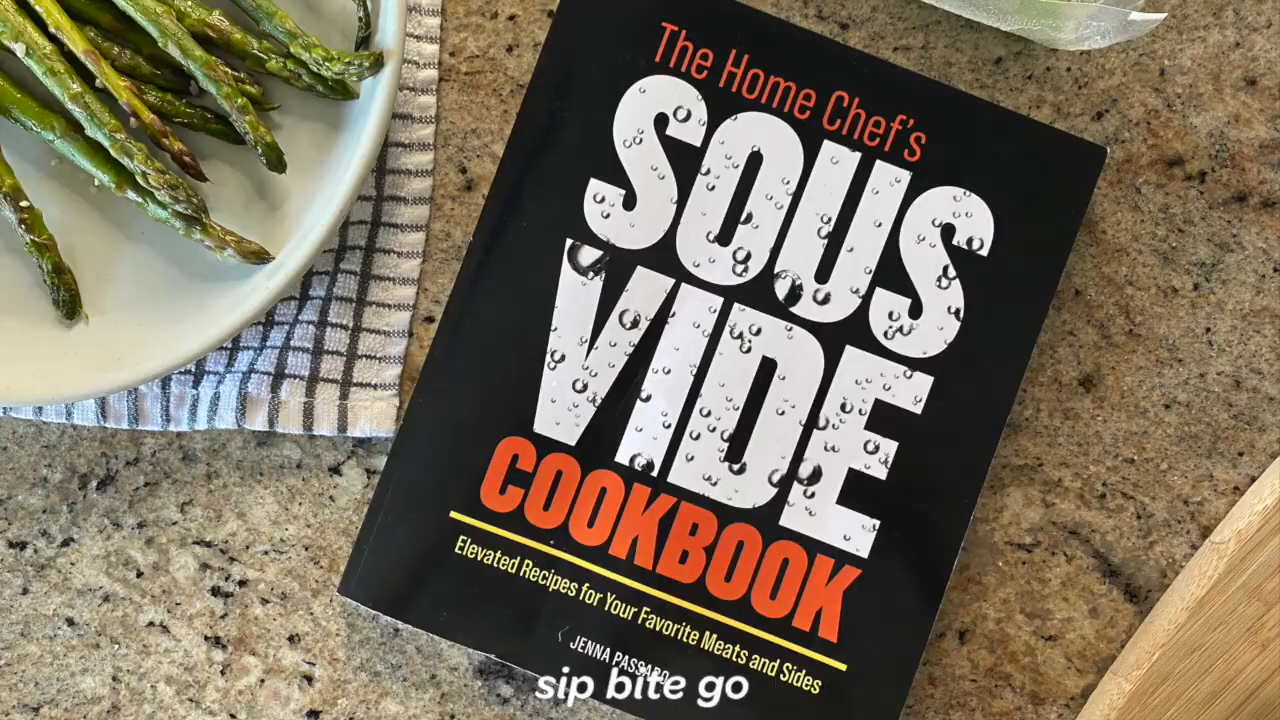 The Home Chef's
SOUS
VIDE
COOKBOOK
Elevated Recipes for Your Favorite Meats and Sides
JENNA PASSARO
sip bite go